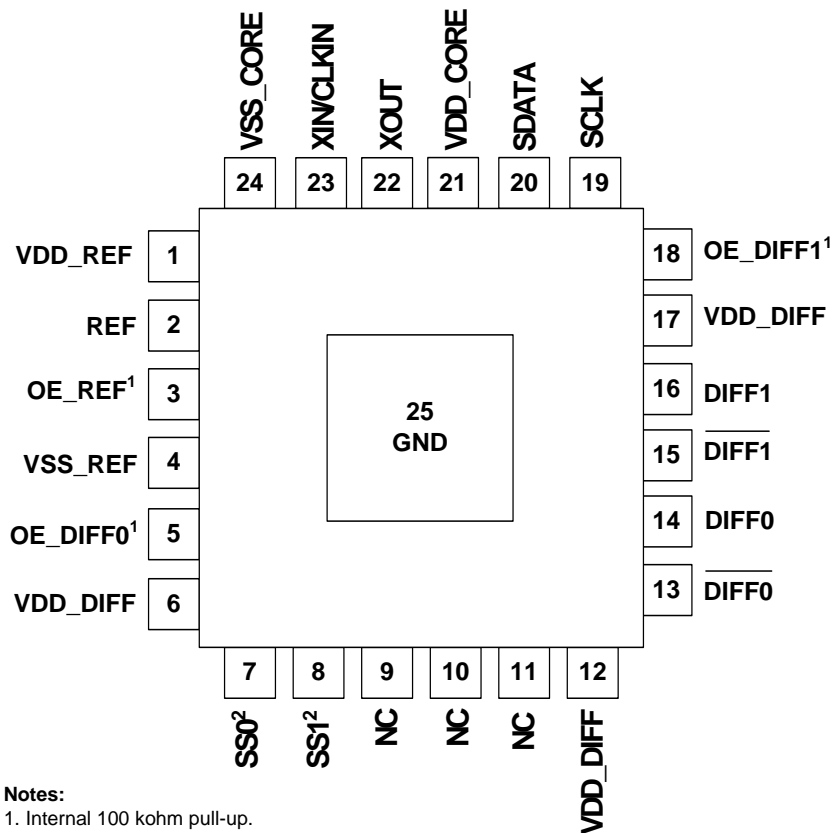 VSS_CORE
XIN/CLKIN
XOUT
VDD_CORE
SDATA
SCLK
24
23
22
21
20
19
VDD_REF 1
REF 2
OE_REF¹ 3
VSS_REF 4
OE_DIFF0¹ 5
VDD_DIFF 6
25
GND
18 OE_DIFF1¹
17 VDD_DIFF
16 DIFF1
15 D̅I̅F̅F̅1̅
14 DIFF0
13 D̅I̅F̅F̅0̅
7
8
9
10
11
12
SS0²
SS1²
NC
NC
NC
VDD_DIFF
Notes:
1. Internal 100 kohm pull-up.